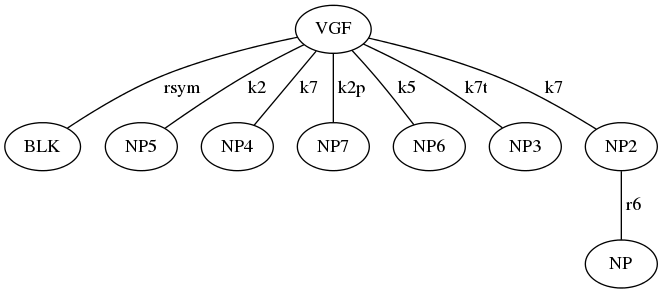 VGF
rsym k2 k7 k2p k5 k7t k7
BLK NP5 NP4 NP7 NP6 NP3 NP2
r6
NP